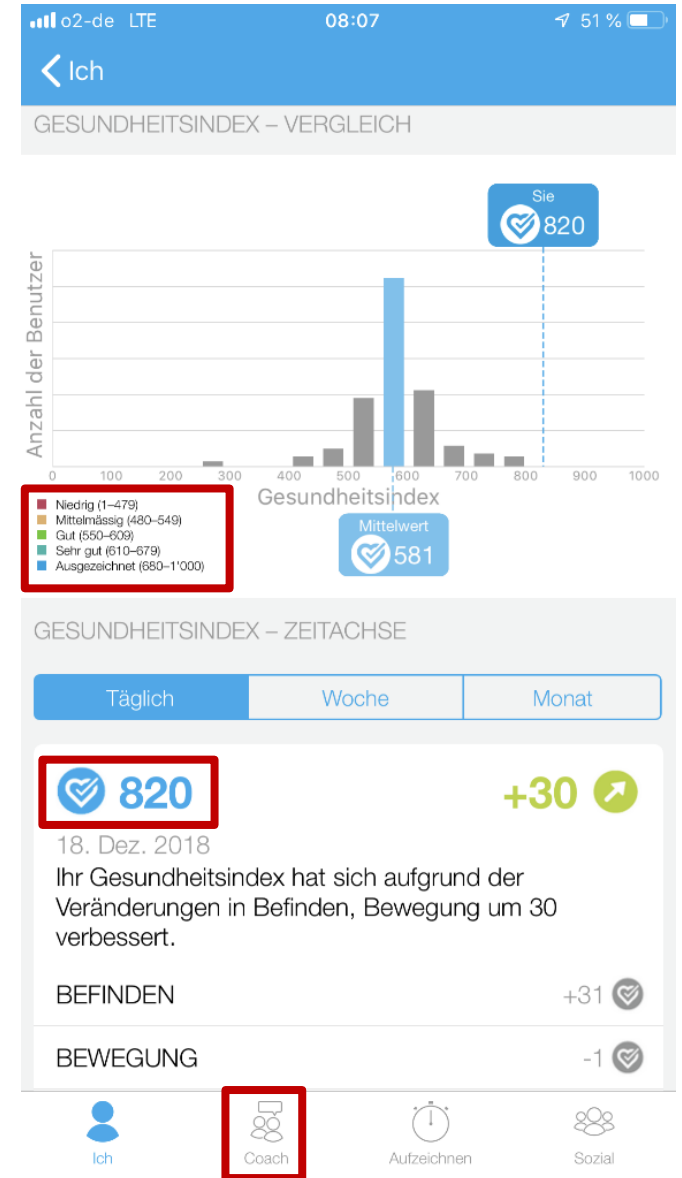 o2-de LTE 08:07 51 %
Ich
GESUNDHEITSINDEX – VERGLEICH
Sie
820
Anzahl der Benutzer
0 100 200 300 400 500 600 700 800 900 1000
Gesundheitsindex
Niedrig (1–479)
Mittelmässig (480–549)
Gut (550–609)
Sehr gut (610–679)
Ausgezeichnet (680–1'000)
Mittelwert
581
GESUNDHEITSINDEX – ZEITACHSE
Täglich Woche Monat
820 +30
18. Dez. 2018
Ihr Gesundheitsindex hat sich aufgrund der
Veränderungen in Befinden, Bewegung um 30
verbessert.
BEFINDEN +31
BEWEGUNG -1
Ich Coach Aufzeichnen Sozial